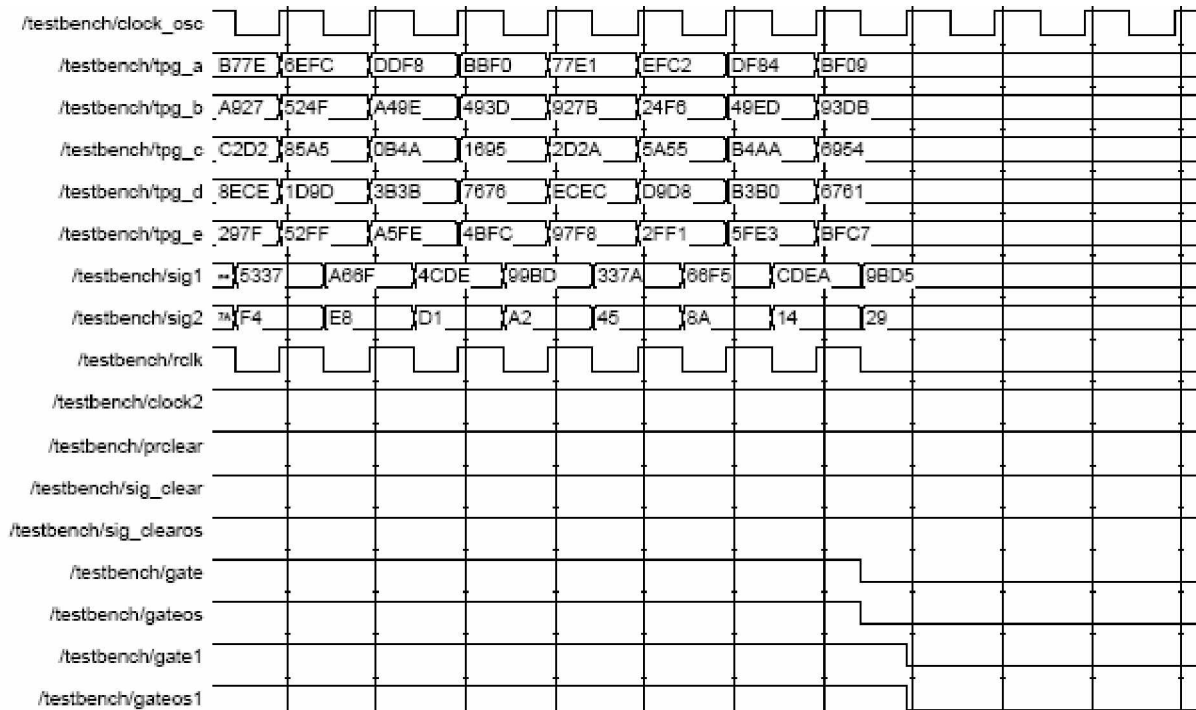 /testbench/clock_osc
/testbench/tpg_a B77E 6EFC DDF8 BBF0 77E1 EFC2 DF84 BF09
/testbench/tpg_b A927 524F A49E 493D 927B 24F6 49ED 93DB
/testbench/tpg_c C2D2 85A5 0B4A 1695 2D2A 5A55 B4AA 6954
/testbench/tpg_d 8ECE 1D9D 3B3B 7676 ECEC D9D8 B3B0 6761
/testbench/tpg_e 297F 52FF A5FE 4BFC 97F8 2FF1 5FE3 BFC7
/testbench/sig1 5337 A66F 4CDE 99BD 337A 66F5 CDEA 9BD5
/testbench/sig2 7A F4 E8 D1 A2 45 8A 14 29
/testbench/rclk
/testbench/clock2
/testbench/prclear
/testbench/sig_clear
/testbench/sig_clearos
/testbench/gate
/testbench/gateos
/testbench/gate1
/testbench/gateos1